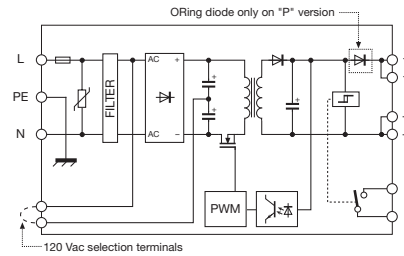 ORing diode only on "P" version
L
AC + 
PE
FILTER
N
AC −
+
+
+
PWM
120 Vac selection terminals